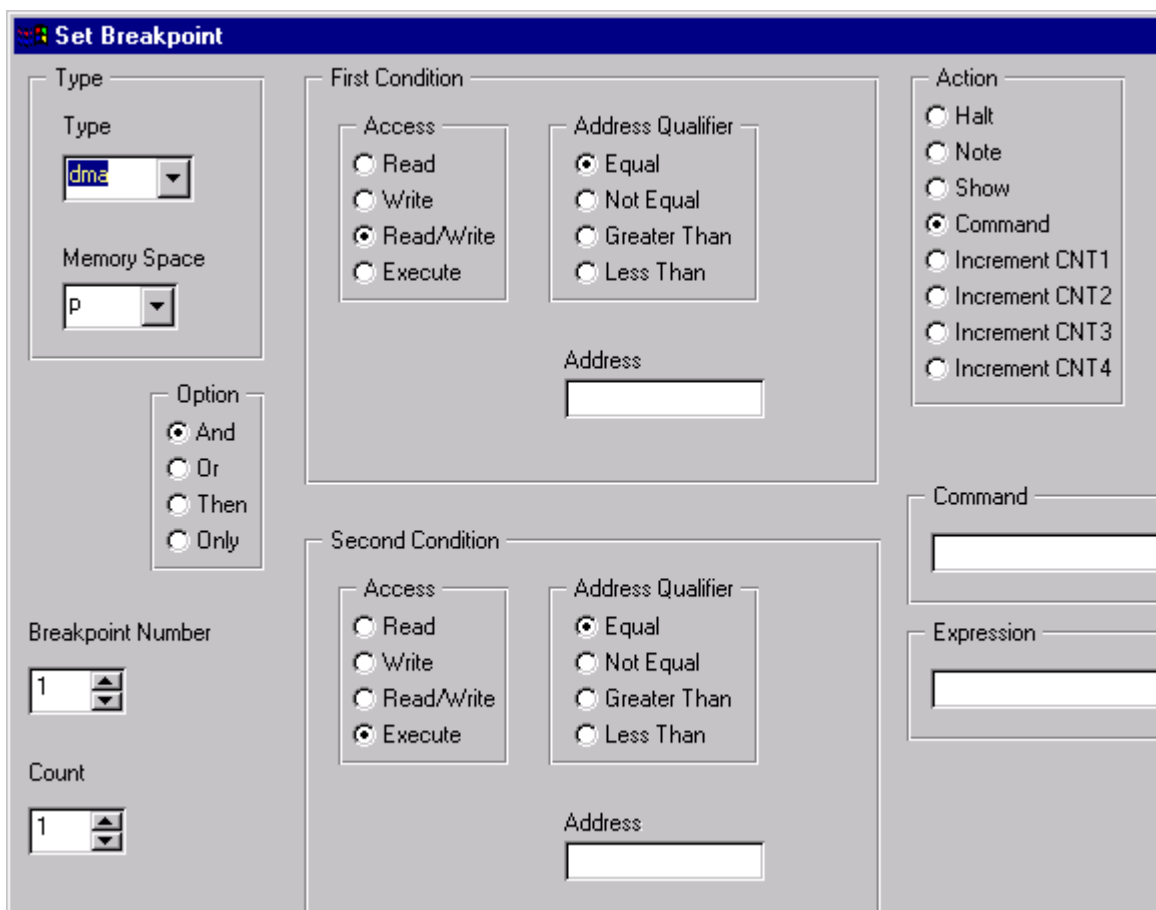 Set Breakpoint
Type
Type
dma
Memory Space
p
Option
And
Or
Then
Only
Breakpoint Number
1
Count
1
First Condition
Access
Read
Write
Read/Write
Execute
Address Qualifier
Equal
Not Equal
Greater Than
Less Than
Address
Second Condition
Access
Read
Write
Read/Write
Execute
Address Qualifier
Equal
Not Equal
Greater Than
Less Than
Address
Action
Halt
Note
Show
Command
Increment CNT1
Increment CNT2
Increment CNT3
Increment CNT4
Command
Expression